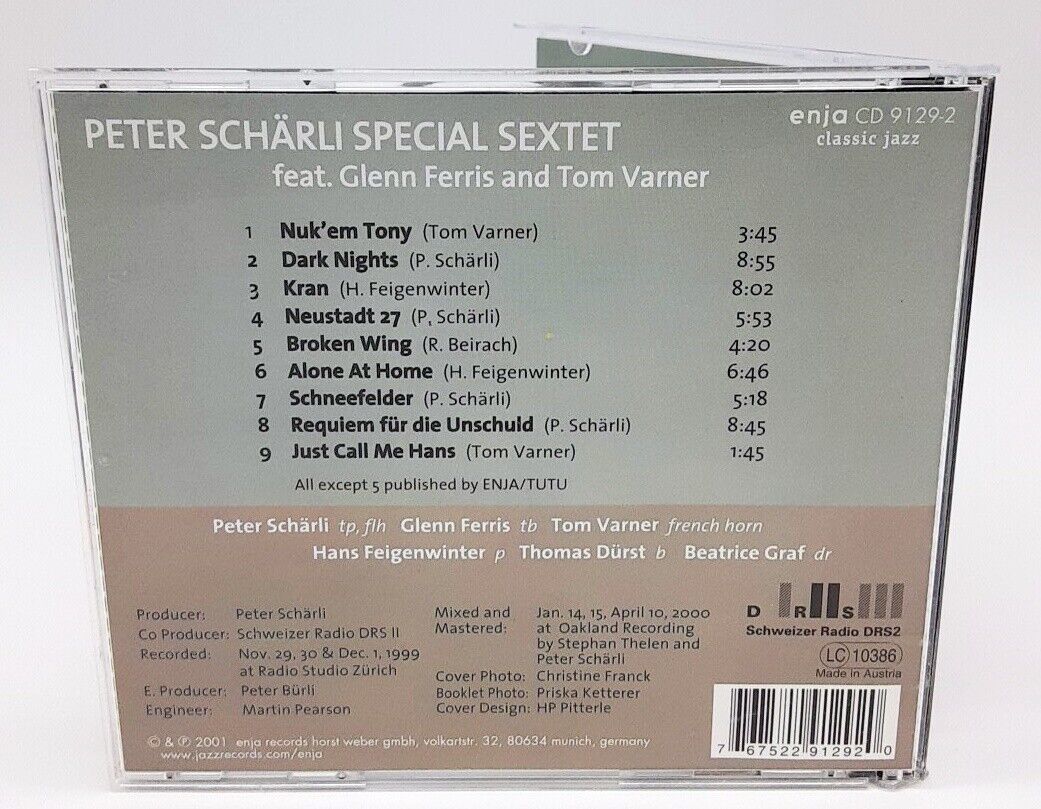 PETER SCHÄRLI SPECIAL SEXTET
feat. Glenn Ferris and Tom Varner
enja CD 9129-2
classic jazz
1 Nuk'em Tony (Tom Varner) 3:45
2 Dark Nights (P. Schärli) 8:55
3 Kran (H. Feigenwinter) 8:02
4 Neustadt 27 (P. Schärli) 5:53
5 Broken Wing (R. Beirach) 4:20
6 Alone At Home (H. Feigenwinter) 6:46
7 Schneefelder (P. Schärli) 5:18
8 Requiem für die Unschuld (P. Schärli) 8:45
9 Just Call Me Hans (Tom Varner) 1:45
All except 5 published by ENJA/TUTU
Peter Schärli tp, flh Glenn Ferris tb Tom Varner french horn
Hans Feigenwinter p Thomas Dürst b Beatrice Graf dr
Producer: Peter Schärli
Co Producer: Schweizer Radio DRS II
Recorded: Nov. 29, 30 & Dec. 1, 1999
at Radio Studio Zürich
E. Producer: Peter Bürli
Engineer: Martin Pearson
Mixed and Mastered: Jan. 14, 15, April 10, 2000
at Oakland Recording
by Stephan Thelen and
Peter Schärli
Cover Photo: Christine Franck
Booklet Photo: Priska Ketterer
Cover Design: HP Pitterle
D R S
Schweizer Radio DRS2
LC 10386
Made in Austria
7 67522 91292 0
© & ℗ 2001 enja records horst weber gmbh, volkartstr. 32, 80634 munich, germany
www.jazzrecords.com/enja